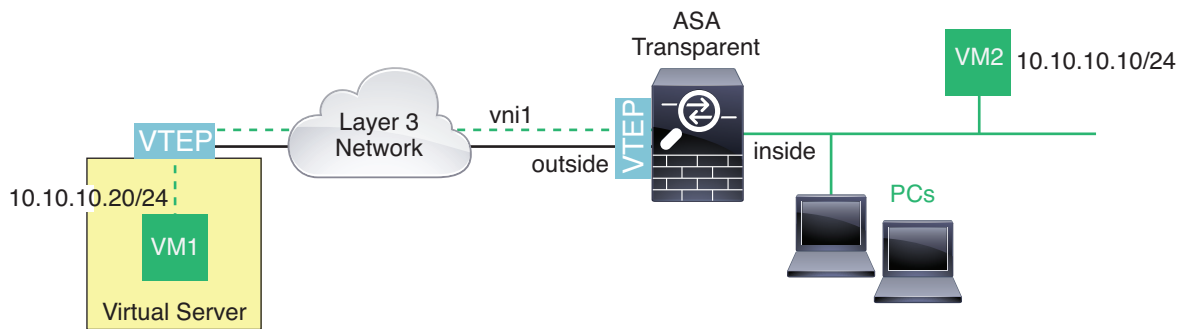 ASA
Transparent
VM2
10.10.10.10/24
Layer 3
Network
vni1
VTEP
outside
VTEP
inside
10.10.10.20/24
VM1
PCs
Virtual Server